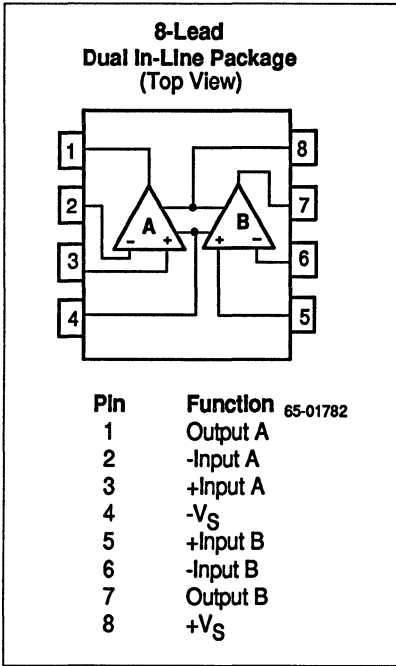 8-Lead
Dual In-Line Package
(Top View)
1
8
2
7
A
B
- +
+ -
3
6
4
5
Pin Function 65-01782
1 Output A
2 -Input A
3 +Input A
4 -VS
5 +Input B
6 -Input B
7 Output B
8 +VS